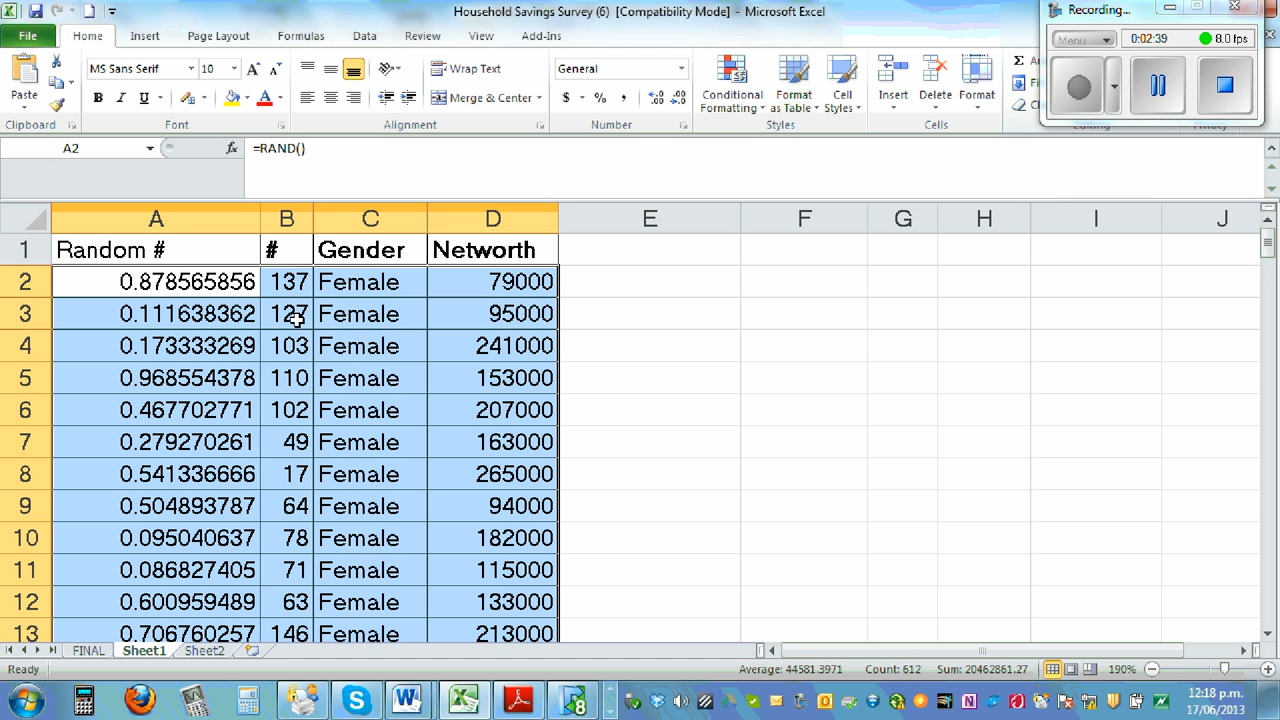 Household Savings Survey (6) [Compatibility Mode] - Microsoft Excel
Recording...
File Home Insert Page Layout Formulas Data Review View Add-Ins
Menu 0:02:39 8.0 fps
Paste
MS Sans Serif 10
Wrap Text
General
Conditional Formatting
Format as Table
Cell Styles
Insert Delete Format
B I U A
Merge & Center
$ % ,
Clipboard Font Alignment Number Styles Cells Editing Privacy
A2 fx =RAND()
A B C D E F G H I J
1 Random # # Gender Networth
2 0.878565856 137 Female 79000
3 0.111638362 127 Female 95000
4 0.173333269 103 Female 241000
5 0.968554378 110 Female 153000
6 0.467702771 102 Female 207000
7 0.279270261 49 Female 163000
8 0.541336666 17 Female 265000
9 0.504893787 64 Female 94000
10 0.095040637 78 Female 182000
11 0.086827405 71 Female 115000
12 0.600959489 63 Female 133000
13 0.706760257 146 Female 213000
FINAL Sheet1 Sheet2
Ready Average: 44581.3971 Count: 612 Sum: 20462861.27 190%
12:18 p.m.
17/06/2013